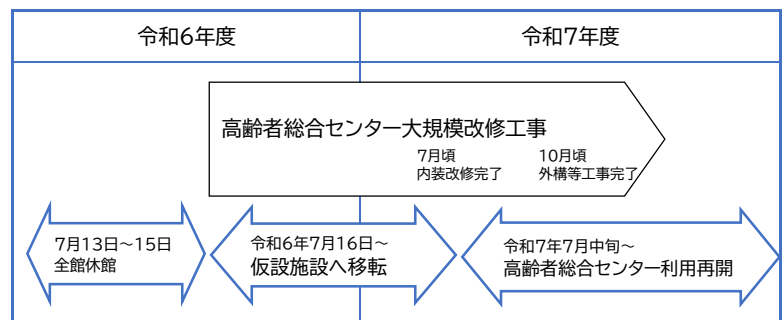 令和6年度
令和7年度
高齢者総合センター大規模改修工事
7月頃
内装改修完了
10月頃
外構等工事完了
7月13日~15日
全館休館
令和6年7月16日~
仮設施設へ移転
令和7年7月中旬~
高齢者総合センター利用再開